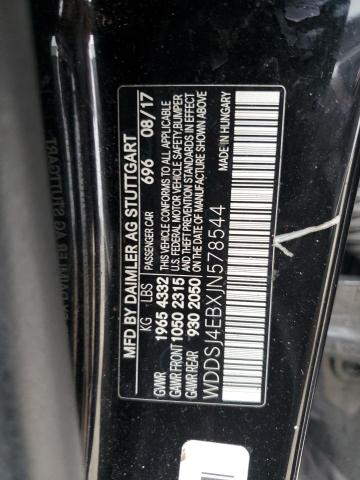 MFD BY DAIMLER AG STUTTGART
KG LBS PASSENGER CAR 696 08/17
GVWR 1965 4332 THIS VEHICLE CONFORMS TO ALL APPLICABLE
GAWR FRONT 1050 2315 U.S. FEDERAL MOTOR VEHICLE SAFETY,BUMPER
AND THEFT PREVENTION STANDARDS IN EFFECT
GAWR REAR 930 2050 ON THE DATE OF MANUFACTURE SHOWN ABOVE
WDDSJ4EBXJN578544 MADE IN HUNGARY